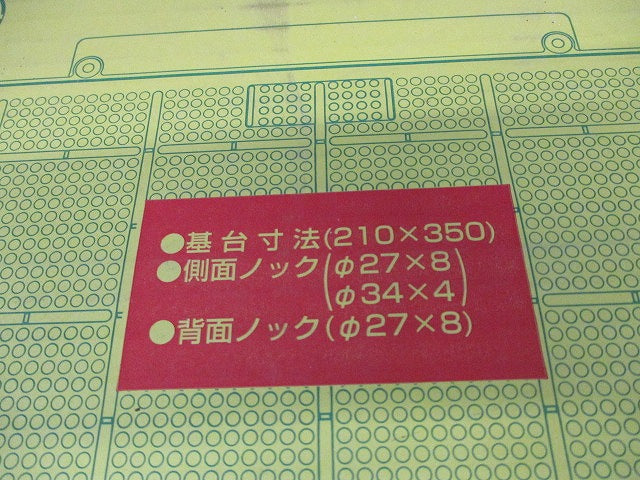 ●基台寸法(210×350)
●側面ノック(φ27×8)
(φ34×4)
●背面ノック(φ27×8)